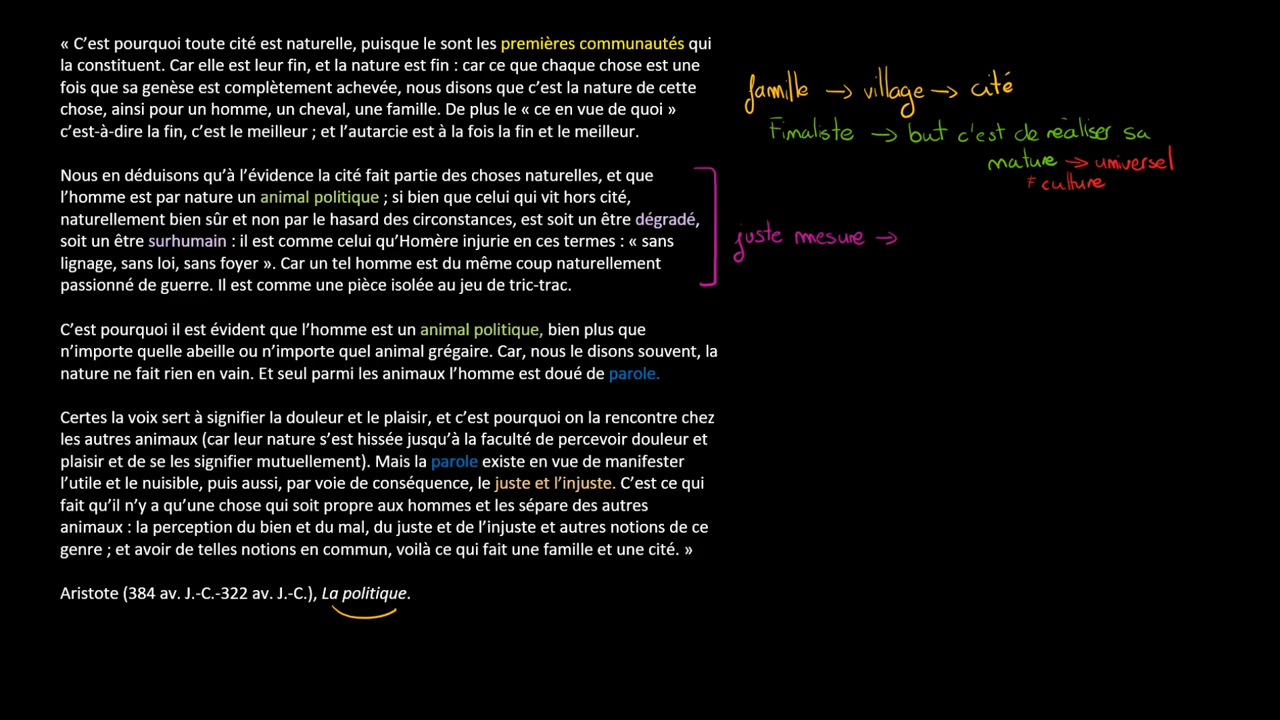 « C’est pourquoi toute cité est naturelle, puisque le sont les premières communautés qui
la constituent. Car elle est leur fin, et la nature est fin : car ce que chaque chose est une
fois que sa genèse est complètement achevée, nous disons que c’est la nature de cette
chose, ainsi pour un homme, un cheval, une famille. De plus le « ce en vue de quoi »
c’est-à-dire la fin, c’est le meilleur ; et l’autarcie est à la fois la fin et le meilleur.
Nous en déduisons qu’à l’évidence la cité fait partie des choses naturelles, et que
l’homme est par nature un animal politique ; si bien que celui qui vit hors cité,
naturellement bien sûr et non par le hasard des circonstances, est soit un être dégradé,
soit un être surhumain : il est comme celui qu’Homère injurie en ces termes : « sans
lignage, sans loi, sans foyer ». Car un tel homme est du même coup naturellement
passionné de guerre. Il est comme une pièce isolée au jeu de tric-trac.
C’est pourquoi il est évident que l’homme est un animal politique, bien plus que
n’importe quelle abeille ou n’importe quel animal grégaire. Car, nous le disons souvent, la
nature ne fait rien en vain. Et seul parmi les animaux l’homme est doué de parole.
Certes la voix sert à signifier la douleur et le plaisir, et c’est pourquoi on la rencontre chez
les autres animaux (car leur nature s’est hissée jusqu’à la faculté de percevoir douleur et
plaisir et de se les signifier mutuellement). Mais la parole existe en vue de manifester
l’utile et le nuisible, puis aussi, par voie de conséquence, le juste et l’injuste. C’est ce qui
fait qu’il n’y a qu’une chose qui soit propre aux hommes et les sépare des autres
animaux : la perception du bien et du mal, du juste et de l’injuste et autres notions de ce
genre ; et avoir de telles notions en commun, voilà ce qui fait une famille et une cité. »
Aristote (384 av. J.-C.-322 av. J.-C.), La politique.
famille → village → cité
Finaliste → but c'est de réaliser sa
nature → universel
≠ culture
juste mesure →